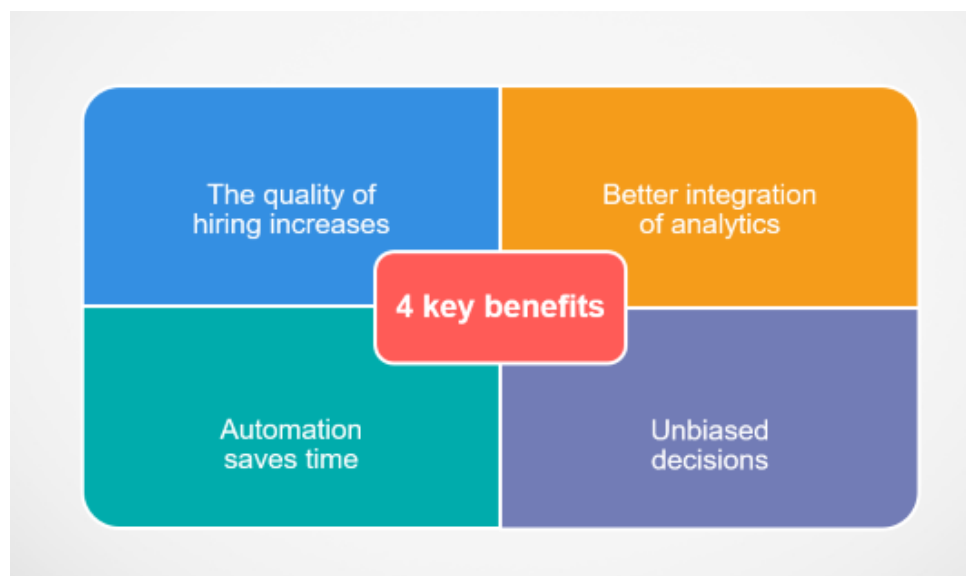 The quality of
hiring increases
Better integration
of analytics
4 key benefits
Automation
saves time
Unbiased
decisions